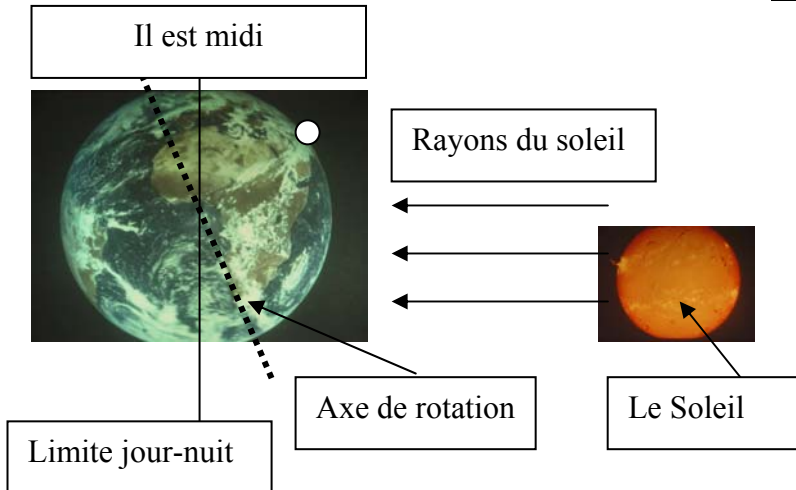 Il est midi
Rayons du soleil
Axe de rotation
Le Soleil
Limite jour-nuit